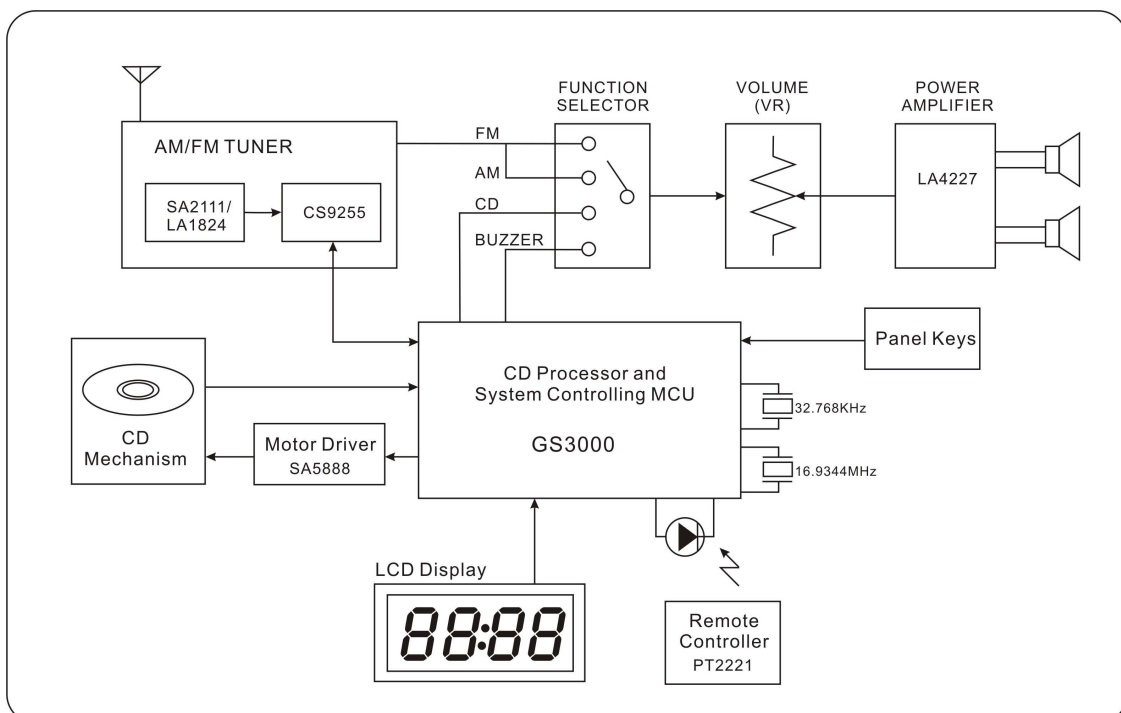 FUNCTION
SELECTOR
VOLUME
(VR)
POWER
AMPLIFIER
AM/FM TUNER
SA2111/
LA1824
CS9255
FM
AM
CD
BUZZER
LA4227
CD Processor and
System Controlling MCU
GS3000
Panel Keys
32.768KHz
16.9344MHz
CD
Mechanism
Motor Driver
SA5888
LCD Display
88:88
Remote
Controller
PT2221